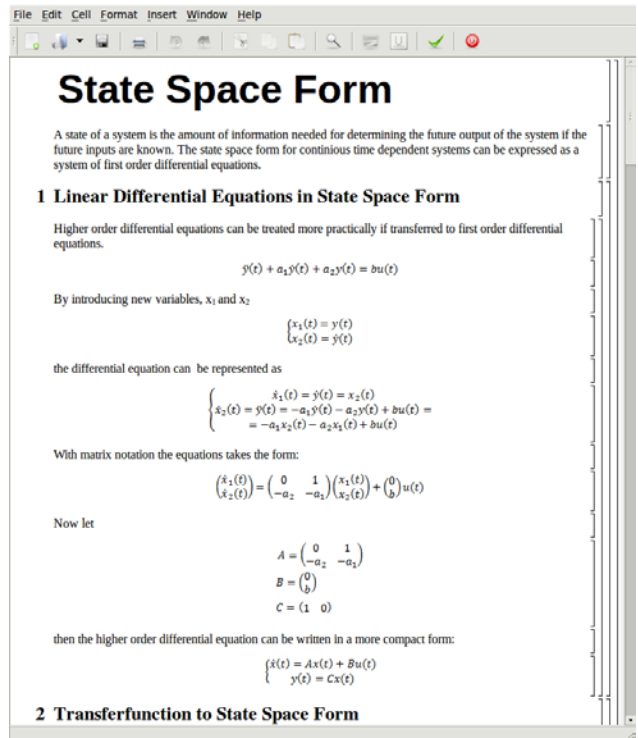 File Edit Cell Format Insert Window Help
State Space Form
A state of a system is the amount of information needed for determining the future output of the system if the
future inputs are known. The state space form for continious time dependent systems can be expressed as a
system of first order differential equations.
1 Linear Differential Equations in State Space Form
Higher order differential equations can be treated more practically if transferred to first order differential
equations.
ÿ(t) + a₁ẏ(t) + a₂y(t) = bu(t)
By introducing new variables, x₁ and x₂
{x₁(t) = y(t)
x₂(t) = ẏ(t)
the differential equation can be represented as
{ẋ₁(t) = ẏ(t) = x₂(t)
ẋ₂(t) = ÿ(t) = −a₁ẏ(t) − a₂y(t) + bu(t) =
= −a₁x₂(t) − a₂x₁(t) + bu(t)
With matrix notation the equations takes the form:
(ẋ₁(t) ẋ₂(t)) = (0 1 −a₂ −a₁)(x₁(t) x₂(t)) + (0 b)u(t)
Now let
A = (0 1 −a₂ −a₁)
B = (0 b)
C = (1 0)
then the higher order differential equation can be written in a more compact form:
{ẋ(t) = Ax(t) + Bu(t)
y(t) = Cx(t)
2 Transferfunction to State Space Form